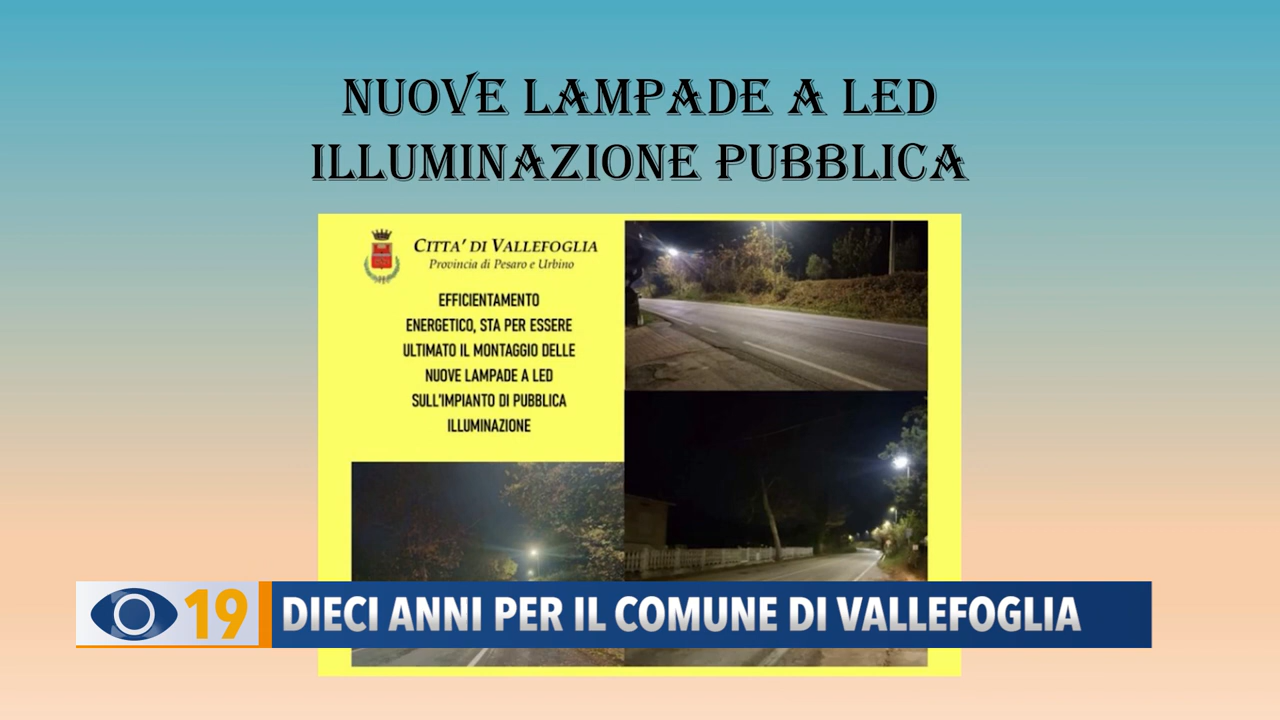 NUOVE LAMPADE A LED
ILLUMINAZIONE PUBBLICA
CITTA' DI VALLEFOGLIA
Provincia di Pesaro e Urbino
EFFICIENTAMENTO
ENERGETICO, STA PER ESSERE
ULTIMATO IL MONTAGGIO DELLE
NUOVE LAMPADE A LED
SULL'IMPIANTO DI PUBBLICA
ILLUMINAZIONE
19 DIECI ANNI PER IL COMUNE DI VALLEFOGLIA